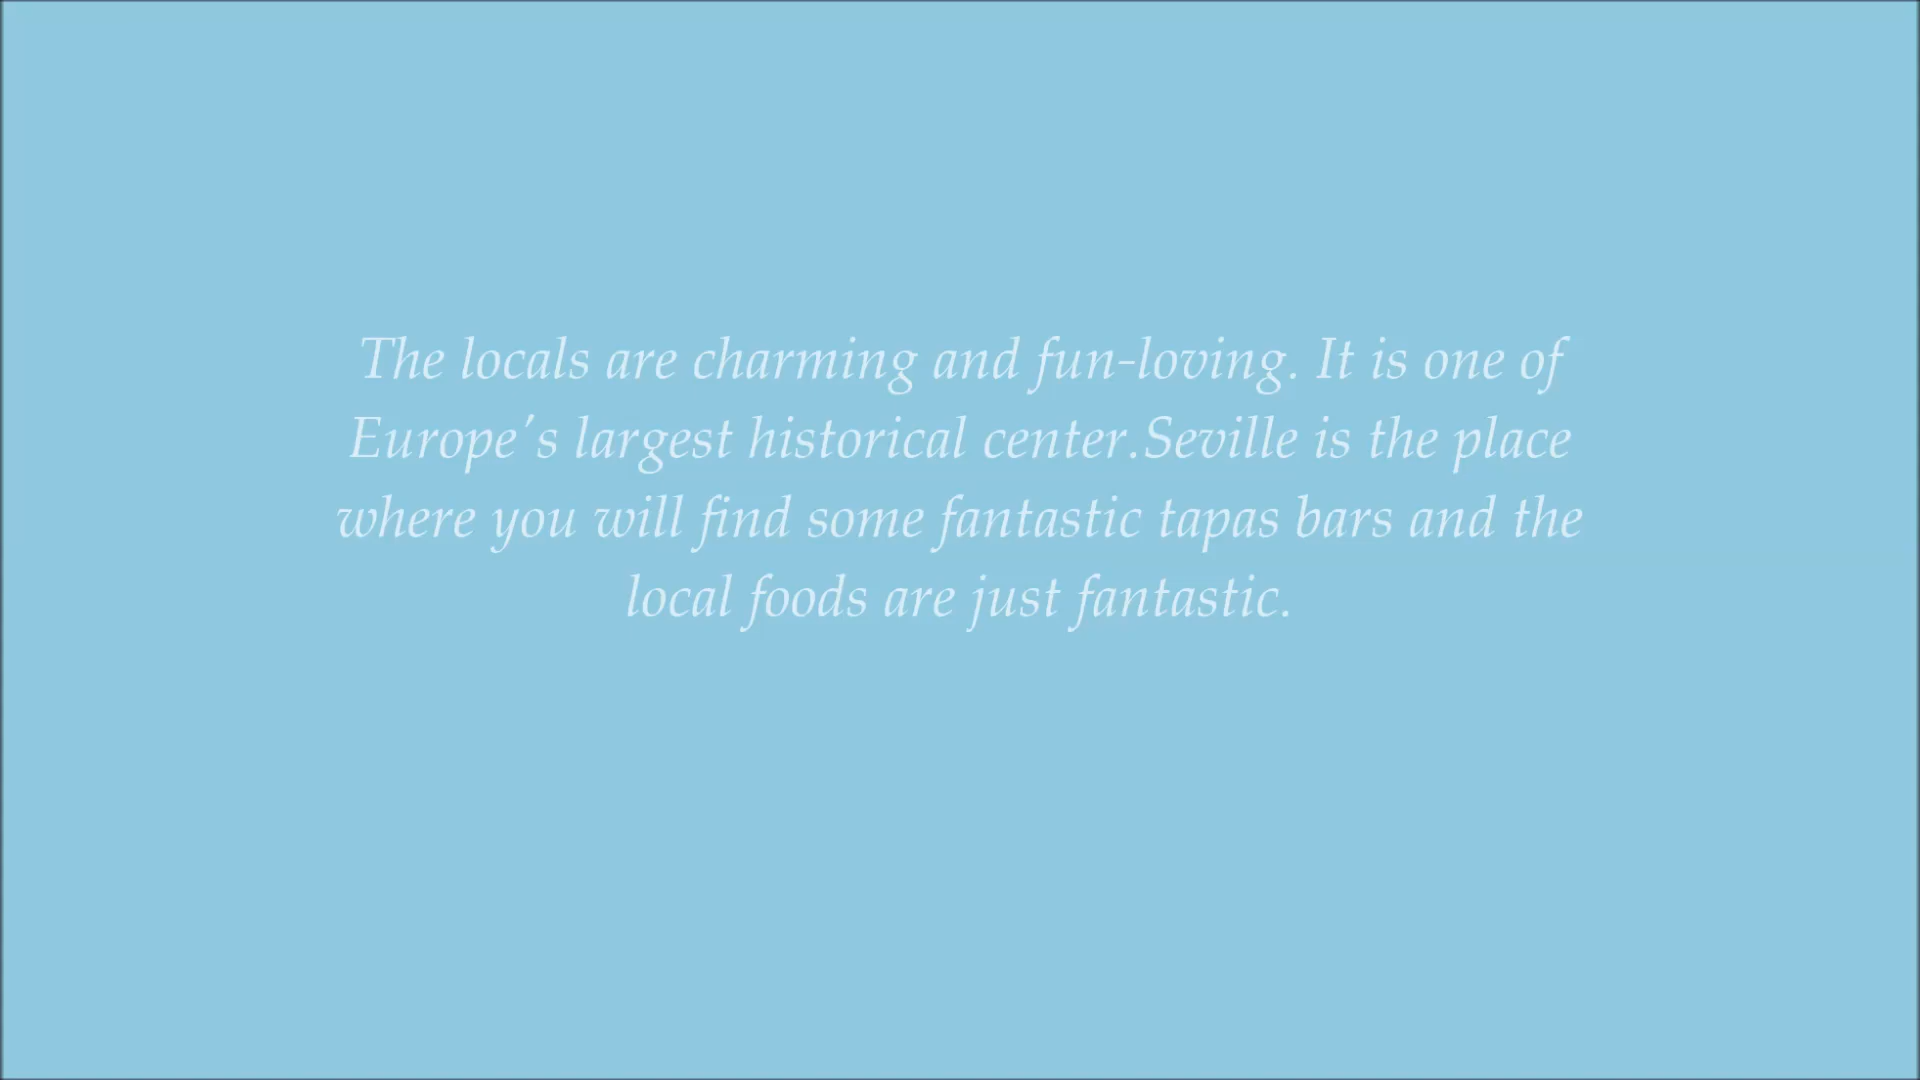 The locals are charming and fun-loving. It is one of
Europe's largest historical center.Seville is the place
where you will find some fantastic tapas bars and the
local foods are just fantastic.